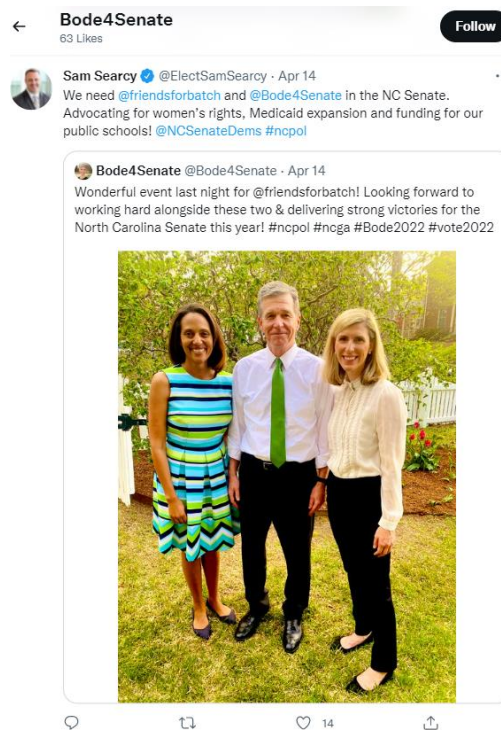 Bode4Senate
63 Likes
Follow
Sam Searcy @ElectSamSearcy · Apr 14
We need @friendsforbatch and @Bode4Senate in the NC Senate.
Advocating for women's rights, Medicaid expansion and funding for our
public schools! @NCSenateDems #ncpol
Bode4Senate @Bode4Senate · Apr 14
Wonderful event last night for @friendsforbatch! Looking forward to
working hard alongside these two & delivering strong victories for the
North Carolina Senate this year! #ncpol #ncga #Bode2022 #vote2022
14